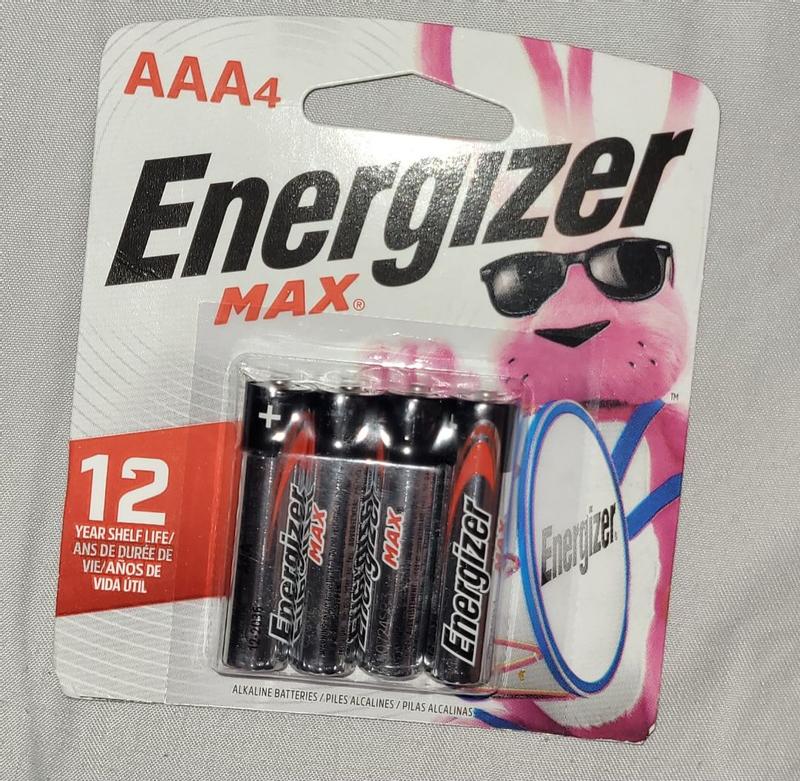 AAA4
Energizer
MAX®
12
YEAR SHELF LIFE/
ANS DE DURÉE DE
VIE/AÑOS DE
VIDA ÚTIL
+
Energizer
MAX
MAX
Energizer
Energizer
™
ALKALINE BATTERIES / PILES ALCALINES / PILAS ALCALINAS